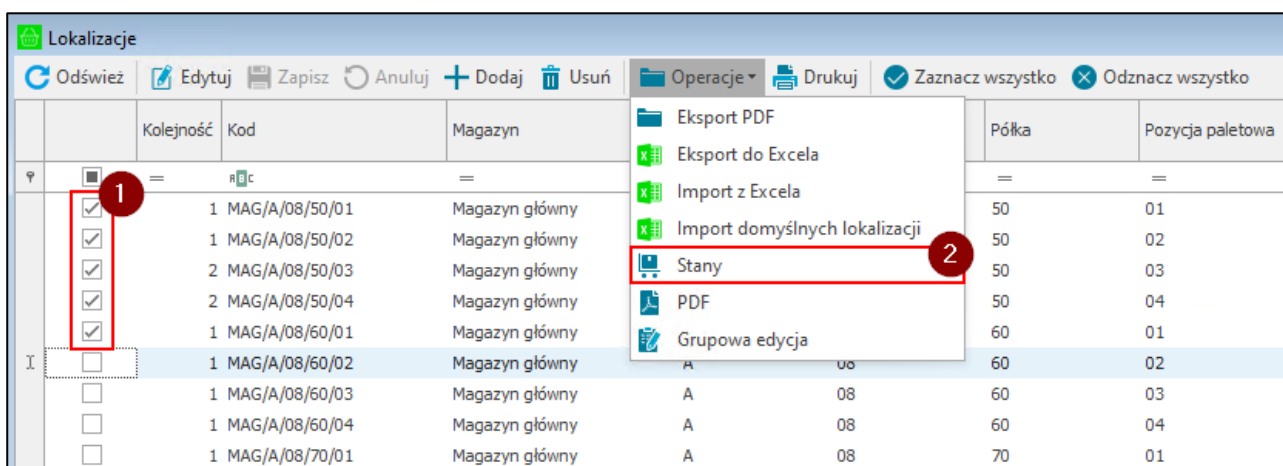 Lokalizacje
Odśwież Edytuj Zapisz Anuluj Dodaj Usuń Operacje Drukuj Zaznacz wszystko Odznacz wszystko
Kolejność Kod Magazyn Półka Pozycja paletowa
Eksport PDF
Eksport do Excela
= ABC = = =
Import z Excela
1
1 MAG/A/08/50/01 Magazyn główny 50 01
Import domyślnych lokalizacji
1 MAG/A/08/50/02 Magazyn główny 50 02
2
2 MAG/A/08/50/03 Magazyn główny Stany 50 03
2 MAG/A/08/50/04 Magazyn główny PDF 50 04
1 MAG/A/08/60/01 Magazyn główny Grupowa edycja 60 01
1 MAG/A/08/60/02 Magazyn główny A 08 60 02
1 MAG/A/08/60/03 Magazyn główny A 08 60 03
1 MAG/A/08/60/04 Magazyn główny A 08 60 04
1 MAG/A/08/70/01 Magazyn główny A 08 70 01